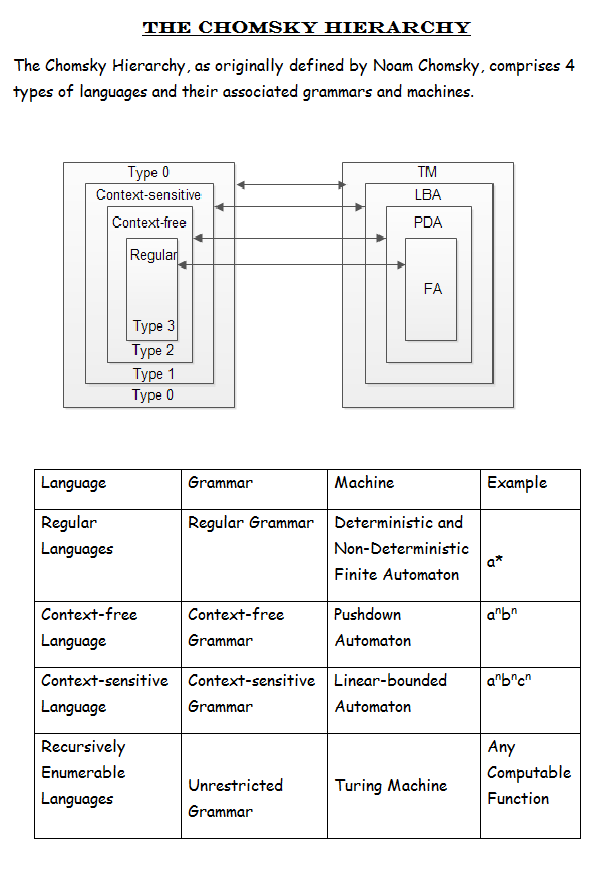 THE CHOMSKY HIERARCHY
The Chomsky Hierarchy, as originally defined by Noam Chomsky, comprises 4
types of languages and their associated grammars and machines.
Type 0
Context-sensitive
Context-free
Regular
Type 3
Type 2
Type 1
Type 0
TM
LBA
PDA
FA
Language Grammar Machine Example
Regular Languages
Regular Grammar
Deterministic and
Non-Deterministic
Finite Automaton
a*
Context-free
Language
Context-free
Grammar
Pushdown
Automaton
aⁿbⁿ
Context-sensitive
Language
Context-sensitive
Grammar
Linear-bounded
Automaton
aⁿbⁿcⁿ
Recursively
Enumerable
Languages
Unrestricted
Grammar
Turing Machine
Any
Computable
Function